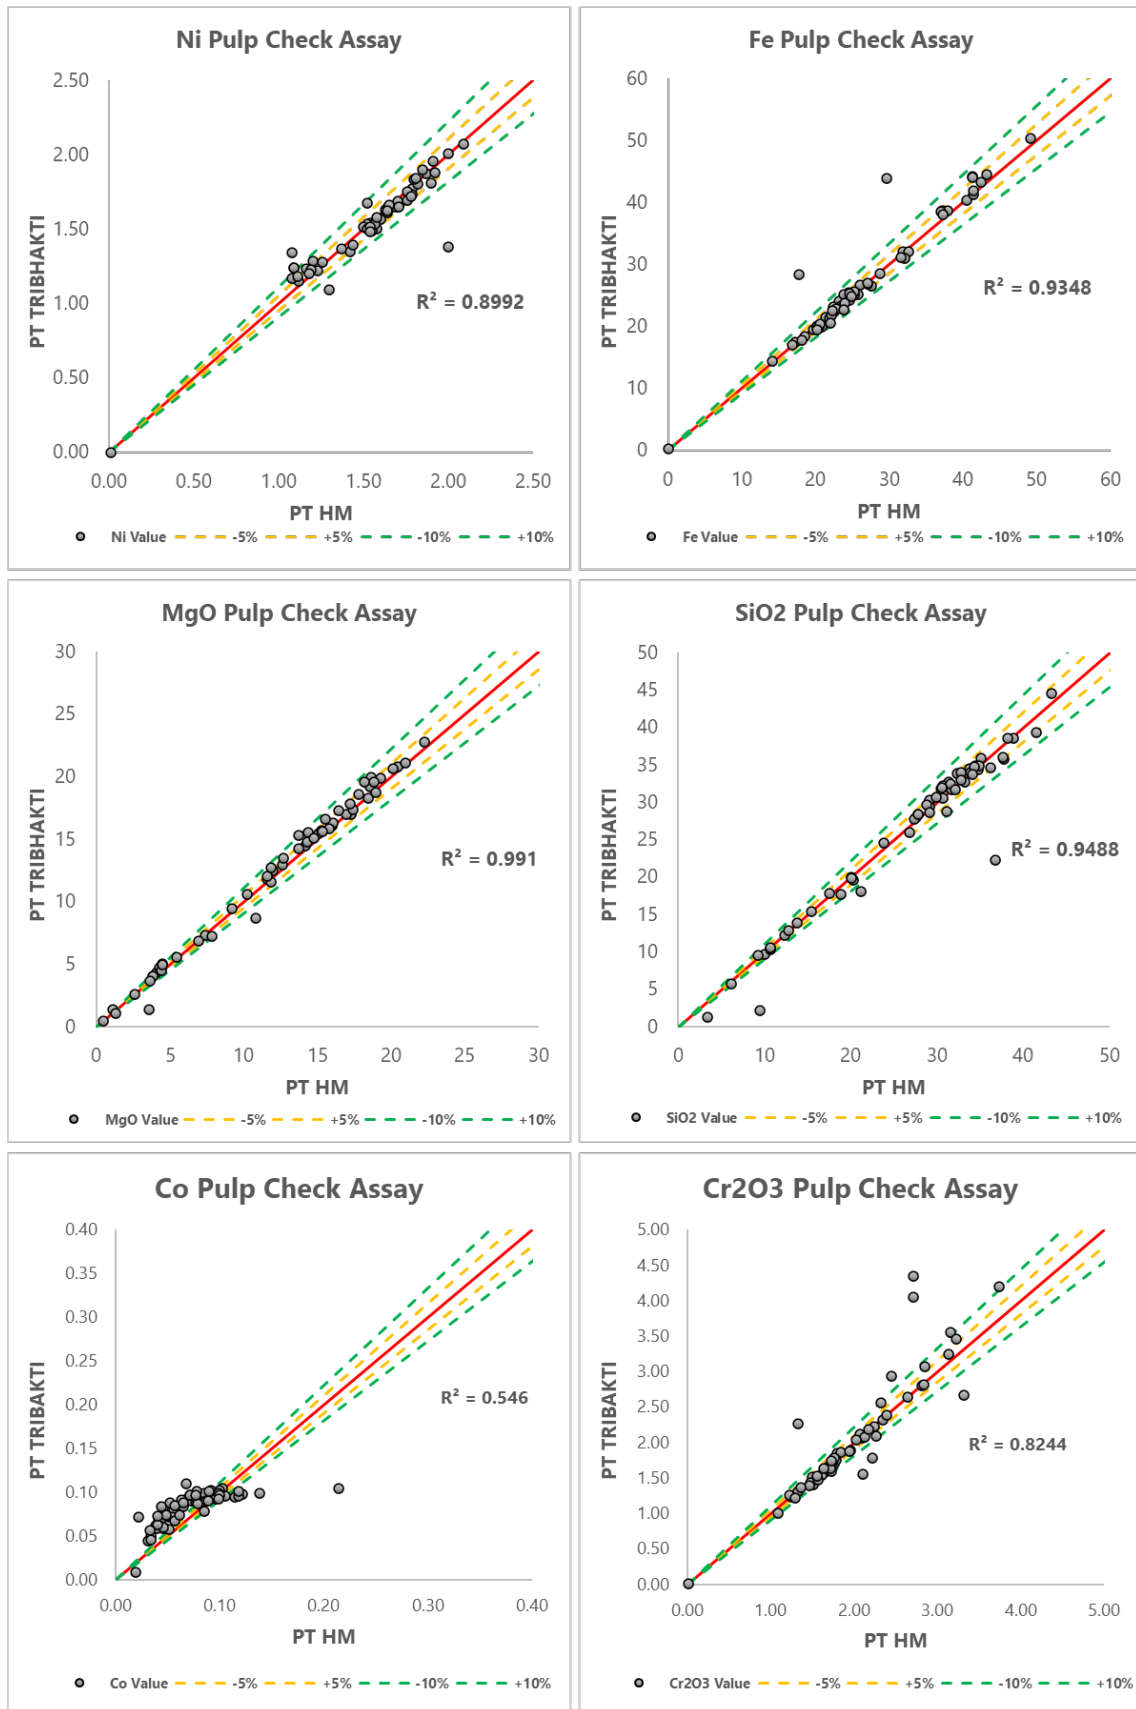 Ni Pulp Check Assay
2.50
2.00
1.50
1.00
0.50
0.00
PT TRIBHAKTI
R² = 0.8992
0.00 1.00 2.00 2.50
PT HM
Ni Value -5% +5% -10% +10%
Fe Pulp Check Assay
60
50
40
30
20
10
0
PT TRIBHAKTI
R² = 0.9348
0 10 20 30 40 50 60
PT HM
Fe Value -5% +5% -10% +10%
MgO Pulp Check Assay
30
25
20
15
10
5
0
PT TRIBHAKTI
R² = 0.991
0 5 10 15 20 25 30
PT HM
MgO Value -5% +5% -10% +10%
SiO2 Pulp Check Assay
50
45
40
35
30
25
20
15
10
5
0
PT TRIBHAKTI
R² = 0.9488
0 10 20 30 40 50
PT HM
SiO2 Value -5% +5% -10% +10%
Co Pulp Check Assay
0.40
0.35
0.30
0.25
0.20
0.15
0.10
0.05
0.00
PT TRIBAKTI
R² = 0.546
0.00 0.10 0.20 0.30 0.40
PT HM
Co Value -5% +5% -10% +10%
Cr2O3 Pulp Check Assay
5.00
4.50
4.00
3.50
3.00
2.50
2.00
1.50
1.00
0.50
0.00
PT TRIBAKTI
R² = 0.8244
0.00 1.00 2.00 3.00 4.00 5.00
PT HM
Cr2O3 Value -5% +5% -10% +10%